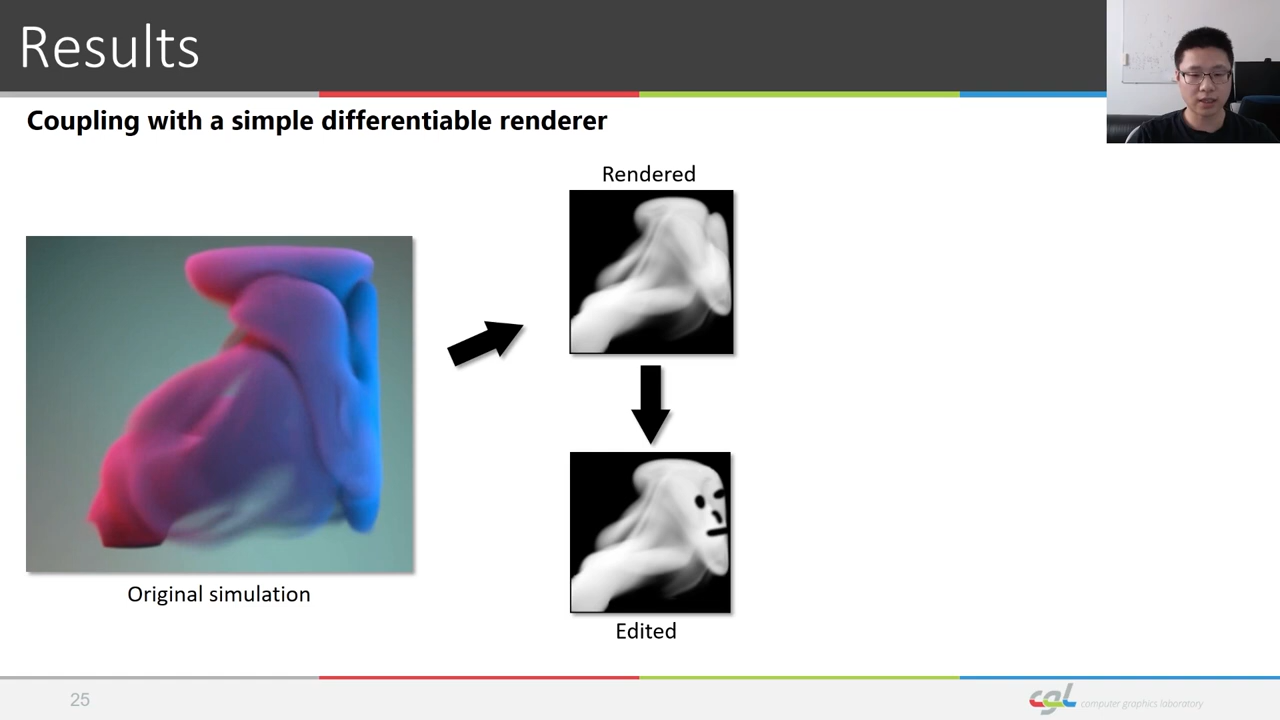 Results
Coupling with a simple differentiable renderer
Rendered
Original simulation
Edited
25
cgl computer graphics laboratory